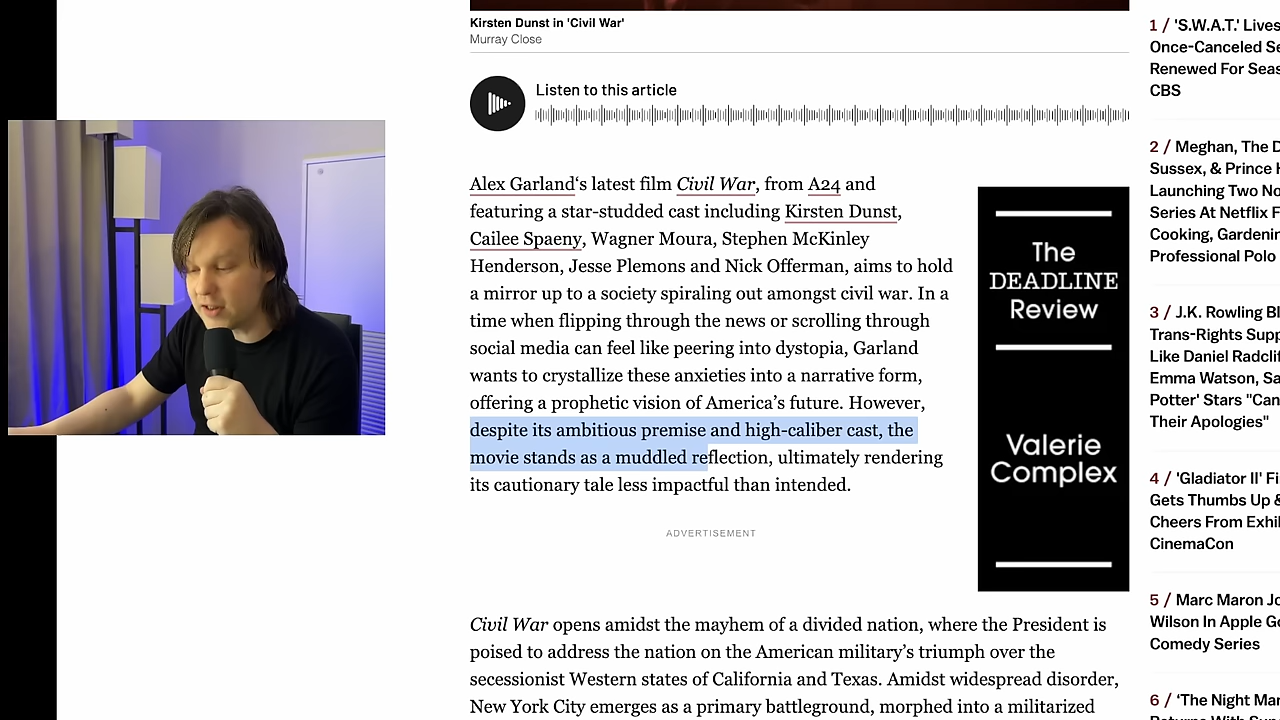 Kirsten Dunst in 'Civil War'
Murray Close
Listen to this article
Alex Garland‘s latest film Civil War, from A24 and
featuring a star-studded cast including Kirsten Dunst,
Cailee Spaeny, Wagner Moura, Stephen McKinley
Henderson, Jesse Plemons and Nick Offerman, aims to hold
a mirror up to a society spiraling out amongst civil war. In a
time when flipping through the news or scrolling through
social media can feel like peering into dystopia, Garland
wants to crystallize these anxieties into a narrative form,
offering a prophetic vision of America’s future. However,
despite its ambitious premise and high-caliber cast, the
movie stands as a muddled reflection, ultimately rendering
its cautionary tale less impactful than intended.
ADVERTISEMENT
The
DEADLINE
Review
Valerie
Complex
Civil War opens amidst the mayhem of a divided nation, where the President is
poised to address the nation on the American military’s triumph over the
secessionist Western states of California and Texas. Amidst widespread disorder,
New York City emerges as a primary battleground, morphed into a militarized
1 / 'S.W.A.T.' Lives
Once-Canceled Se
Renewed For Seas
CBS
2 / Meghan, The D
Sussex, & Prince H
Launching Two No
Series At Netflix F
Cooking, Gardenin
Professional Polo
3 / J.K. Rowling Bl
Trans-Rights Supp
Like Daniel Radclif
Emma Watson, Sa
Potter' Stars "Can
Their Apologies"
4 / 'Gladiator II' Fi
Gets Thumbs Up &
Cheers From Exhil
CinemaCon
5 / Marc Maron Jo
Wilson In Apple Go
Comedy Series
6 / ‘The Night Man